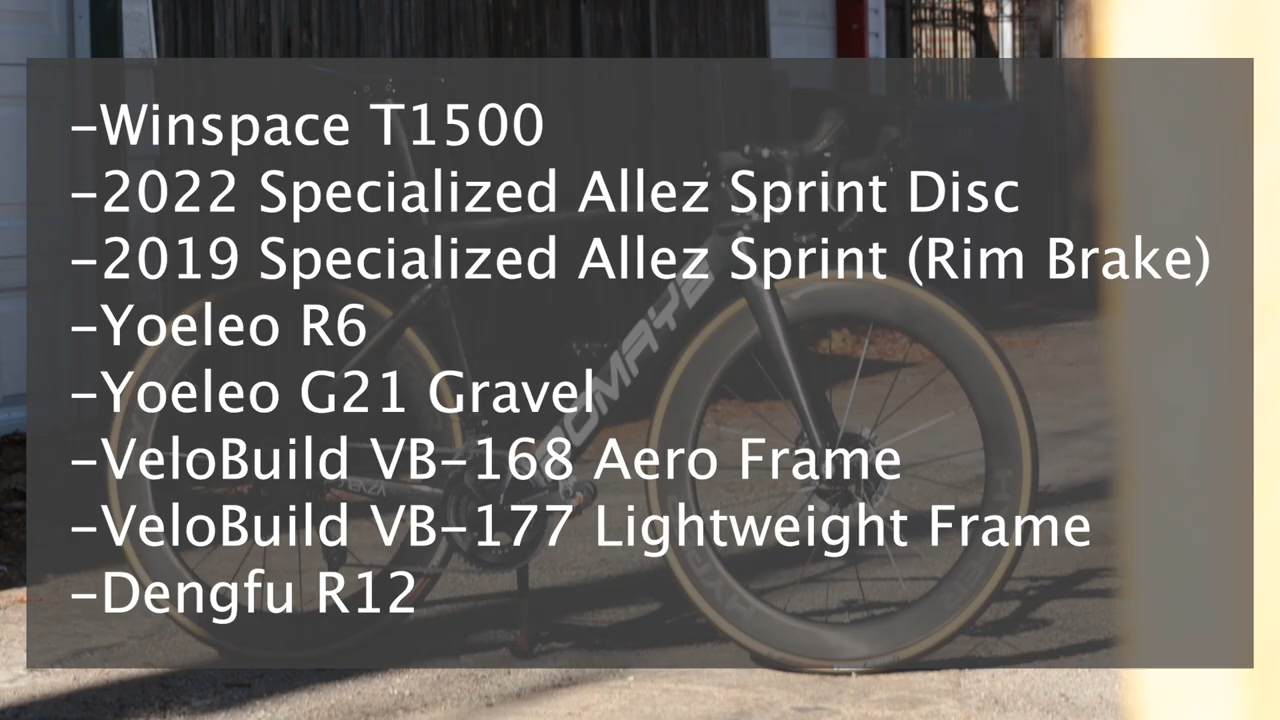 -Winspace T1500
-2022 Specialized Allez Sprint Disc
-2019 Specialized Allez Sprint (Rim Brake)
-Yoeleo R6
-Yoeleo G21 Gravel
-VeloBuild VB-168 Aero Frame
-VeloBuild VB-177 Lightweight Frame
-Dengfu R12